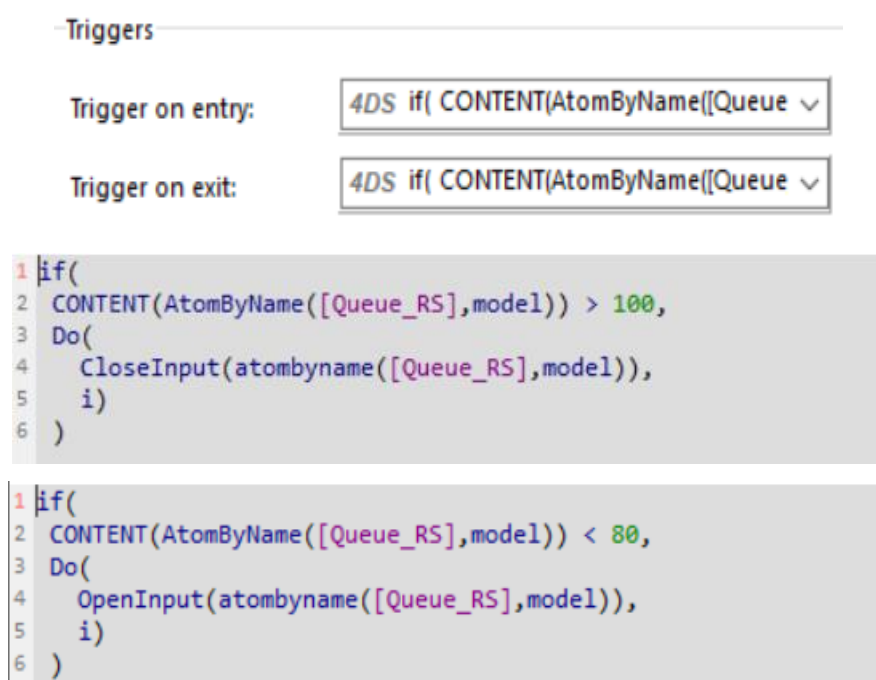 Triggers
Trigger on entry: 4DS if( CONTENT(AtomByName([Queue
Trigger on exit: 4DS if( CONTENT(AtomByName([Queue
1 if(
2 CONTENT(AtomByName([Queue_RS],model)) > 100,
3 Do(
4 CloseInput(atombyname([Queue_RS],model)),
5 i)
6 )
1 if(
2 CONTENT(AtomByName([Queue_RS],model)) < 80,
3 Do(
4 OpenInput(atombyname([Queue_RS],model)),
5 i)
6 )